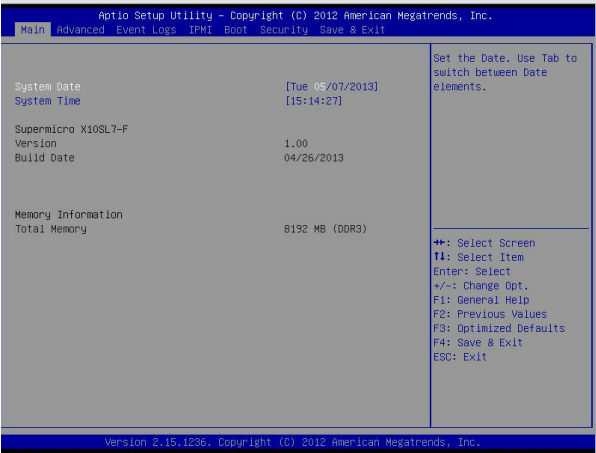 Aptio Setup Utility – Copyright (C) 2012 American Megatrends, Inc.
Main Advanced Event Logs IPMI Boot Security Save & Exit
Set the Date. Use Tab to
switch between Date
elements.
System Date [Tue 05/07/2013]
System Time [15:14:27]
Supermicro X10SL7-F
Version 1.00
Build Date 04/26/2013
Memory Information
Total Memory 8192 MB (DDR3)
→←: Select Screen
↑↓: Select Item
Enter: Select
+/-: Change Opt.
F1: General Help
F2: Previous Values
F3: Optimized Defaults
F4: Save & Exit
ESC: Exit
Version 2.15.1236. Copyright (C) 2012 American Megatrends, Inc.